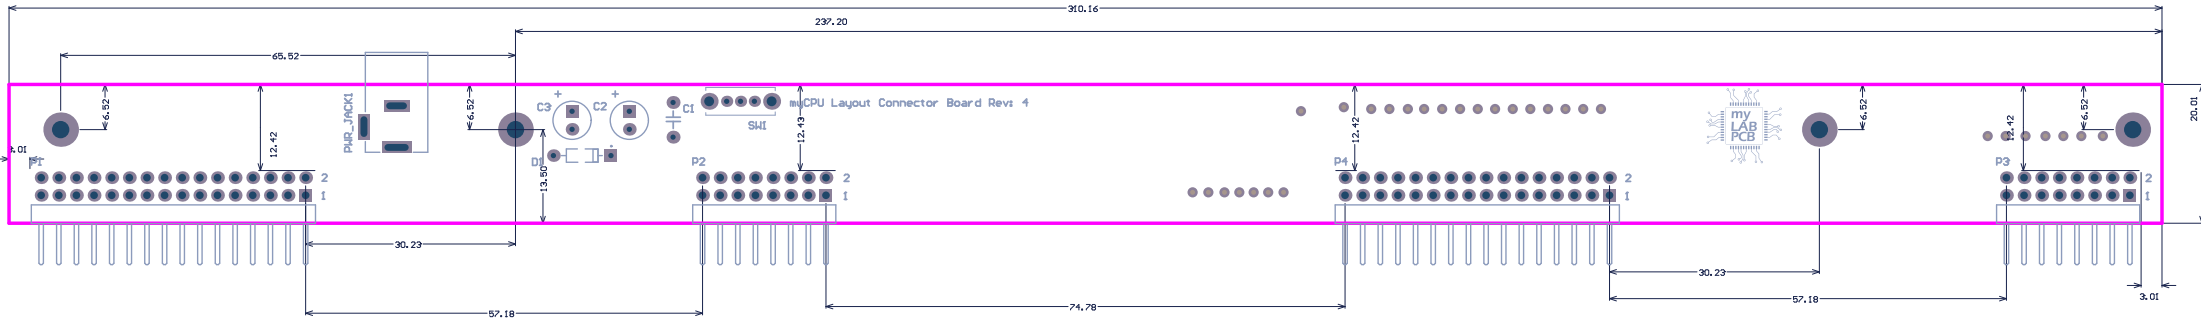 310.16
237.20
65.52
6.52
12.42
PWR_JACK1
6.52
C3
+
C2
+
C1
SW1
12.43
myCPU Layout Connector Board Rev: 4
12.42
my
LAB
PCB
6.52
12.42
6.52
20.01
3.01
P1
D1
13.50
P2
P4
P3
2
1
2
1
2
1
2
1
30.23
30.23
57.18
74.78
57.18
3.01